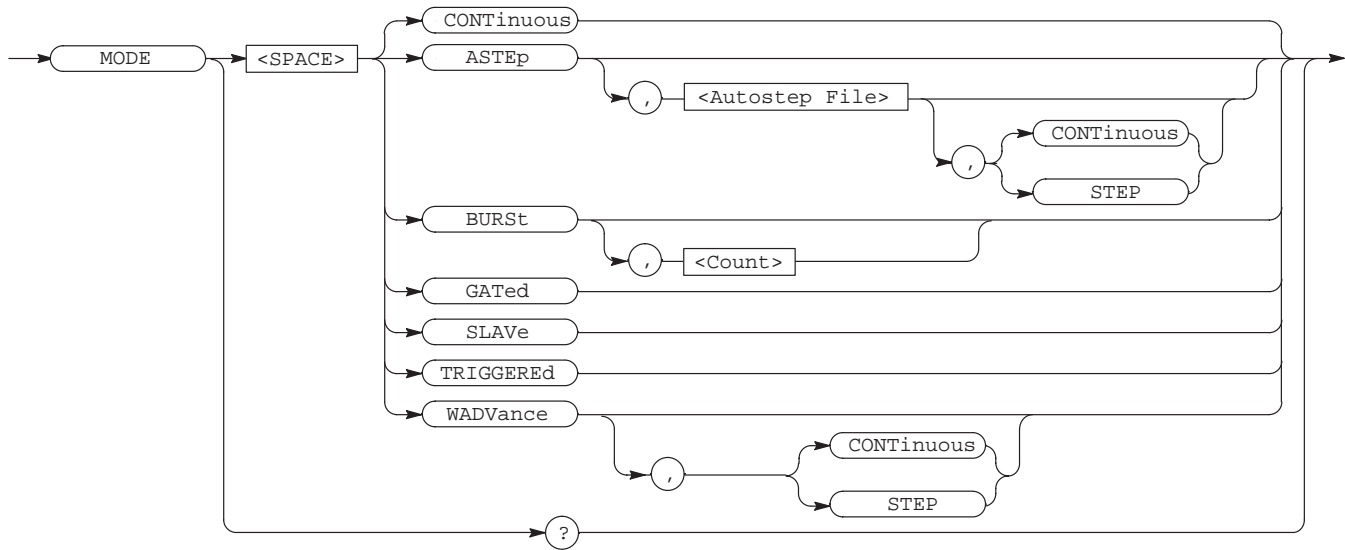 CONTinuous
MODE <SPACE> ASTEp
, <Autostep File>
, CONTinuous
STEP
BURSt
, <Count>
GATed
SLAVe
TRIGGEREd
WADVance
, CONTinuous
STEP
?